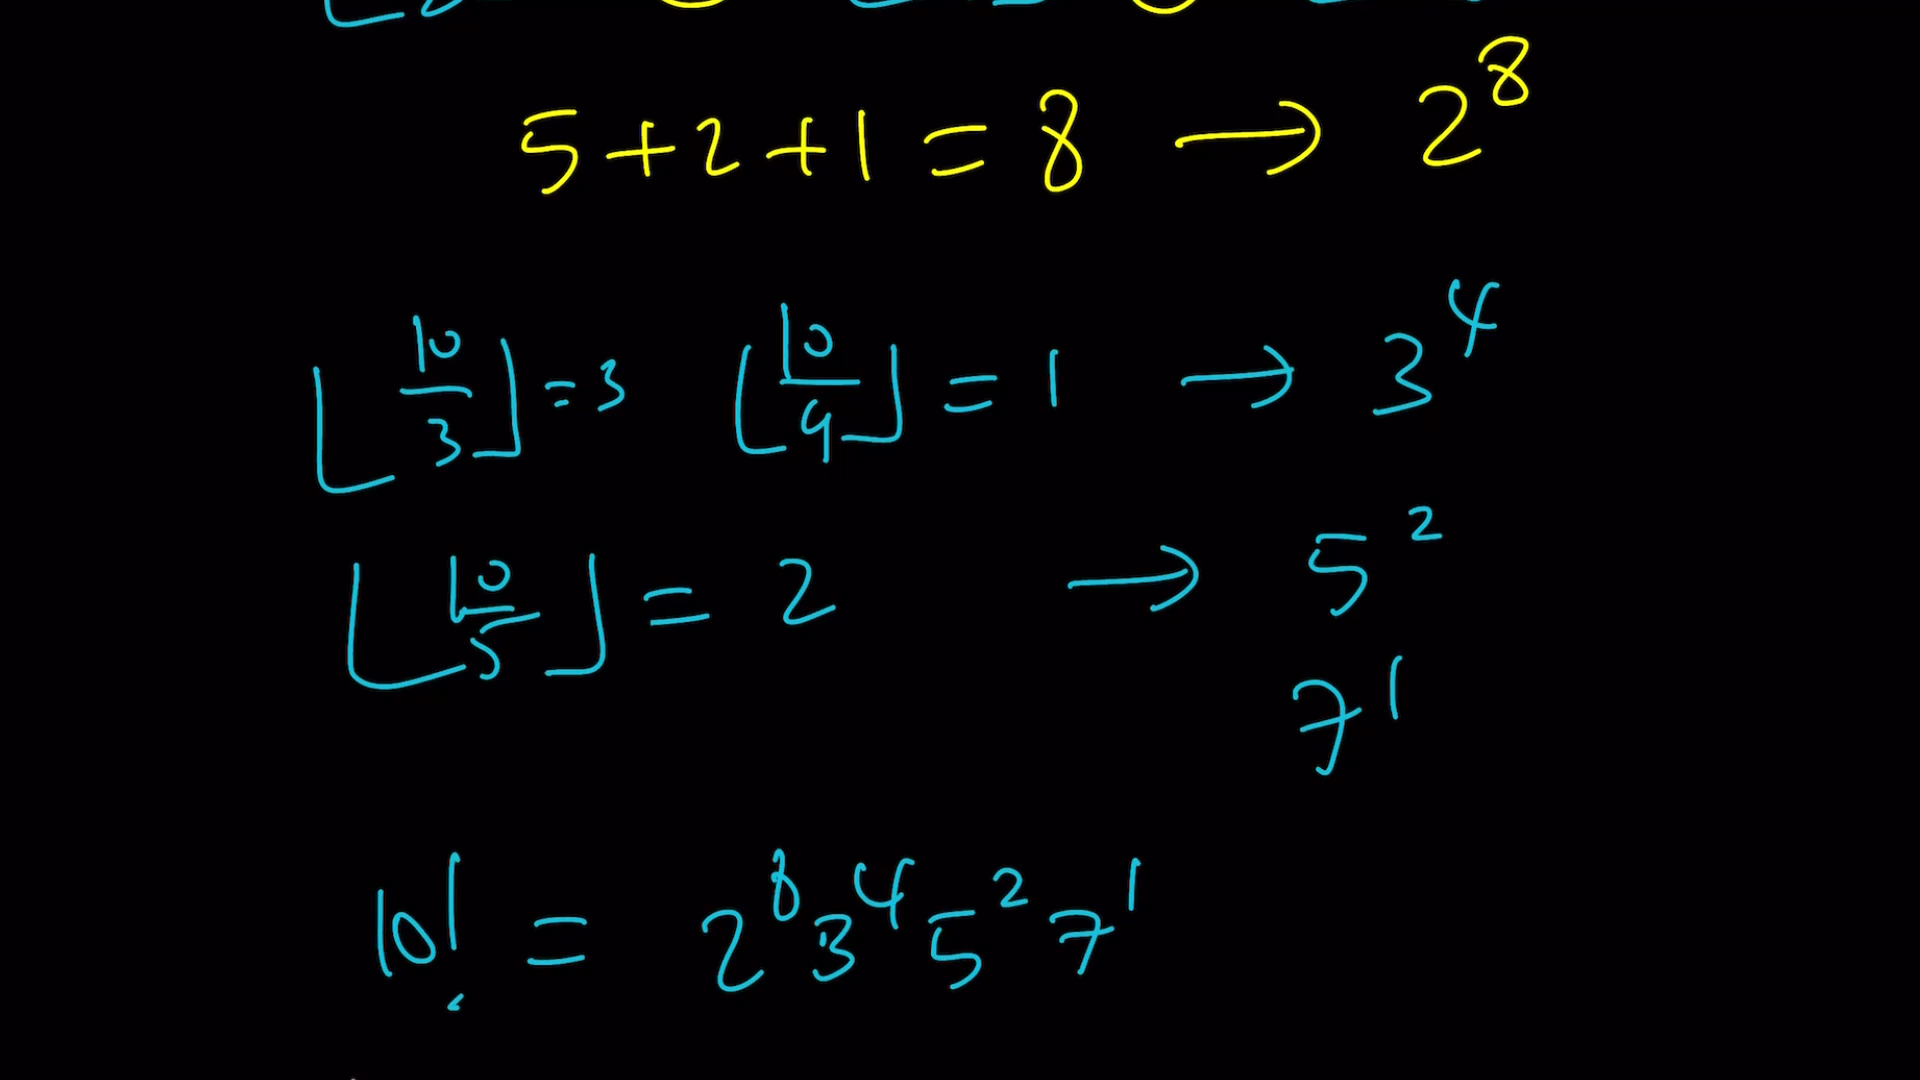 5+2+1=8 → 2^8
⌊10/3⌋=3 ⌊10/9⌋=1 → 3^4
⌊10/5⌋=2 → 5^2
7^1
10! = 2^8 3^4 5^2 7^1